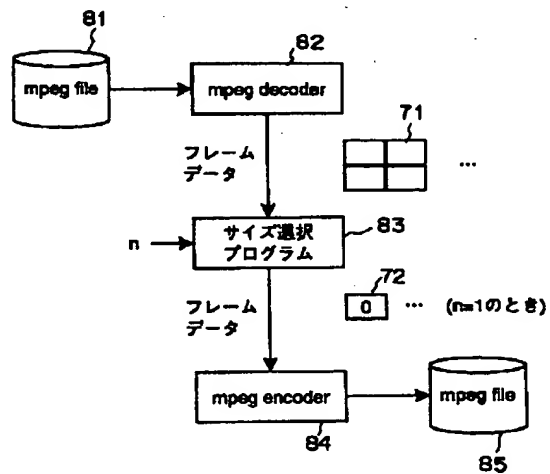 81
mpeg file
82
mpeg decoder
フレーム
データ
71
...
n
サイズ選択
プログラム
83
フレーム
データ
72
0
... (n=1のとき)
mpeg encoder
84
mpeg file
85